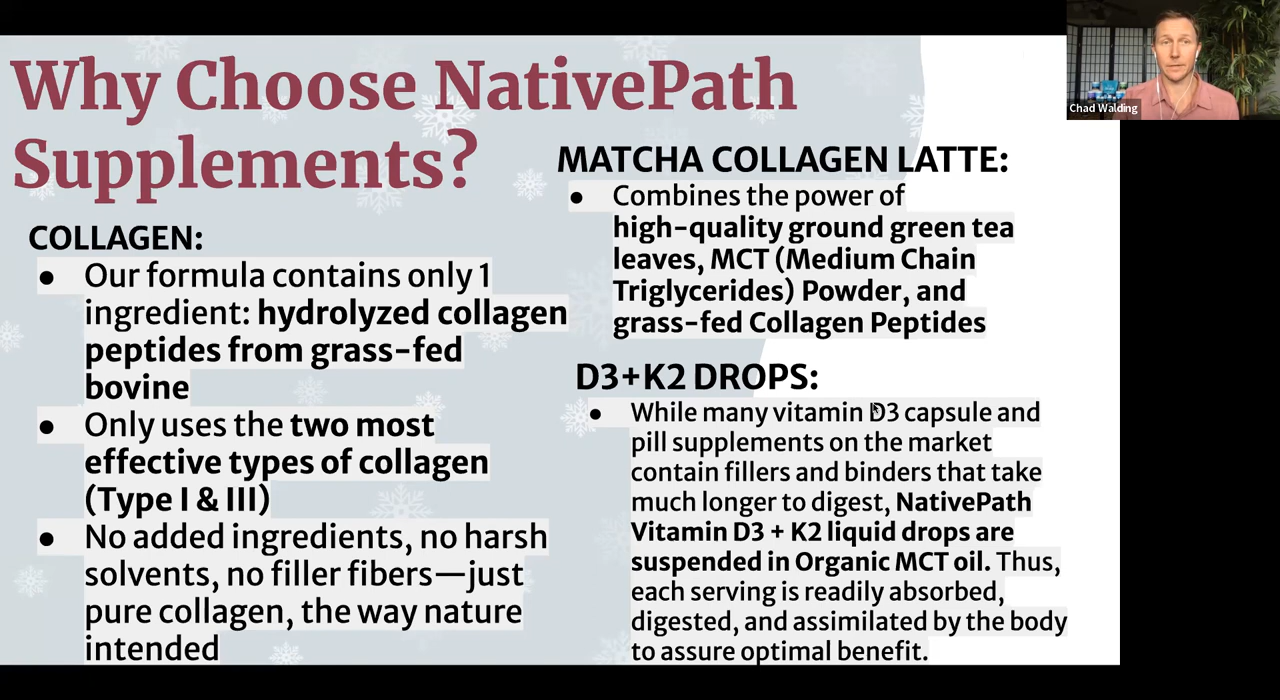 Why Choose NativePath
Supplements?
COLLAGEN:
● Our formula contains only 1
ingredient: hydrolyzed collagen
peptides from grass-fed
bovine
● Only uses the two most
effective types of collagen
(Type I & III)
● No added ingredients, no harsh
solvents, no filler fibers—just
pure collagen, the way nature
intended
MATCHA COLLAGEN LATTE:
● Combines the power of
high-quality ground green tea
leaves, MCT (Medium Chain
Triglycerides) Powder, and
grass-fed Collagen Peptides
D3+K2 DROPS:
● While many vitamin D3 capsule and
pill supplements on the market
contain fillers and binders that take
much longer to digest, NativePath
Vitamin D3 + K2 liquid drops are
suspended in Organic MCT oil. Thus,
each serving is readily absorbed,
digested, and assimilated by the body
to assure optimal benefit.
Chad Walding